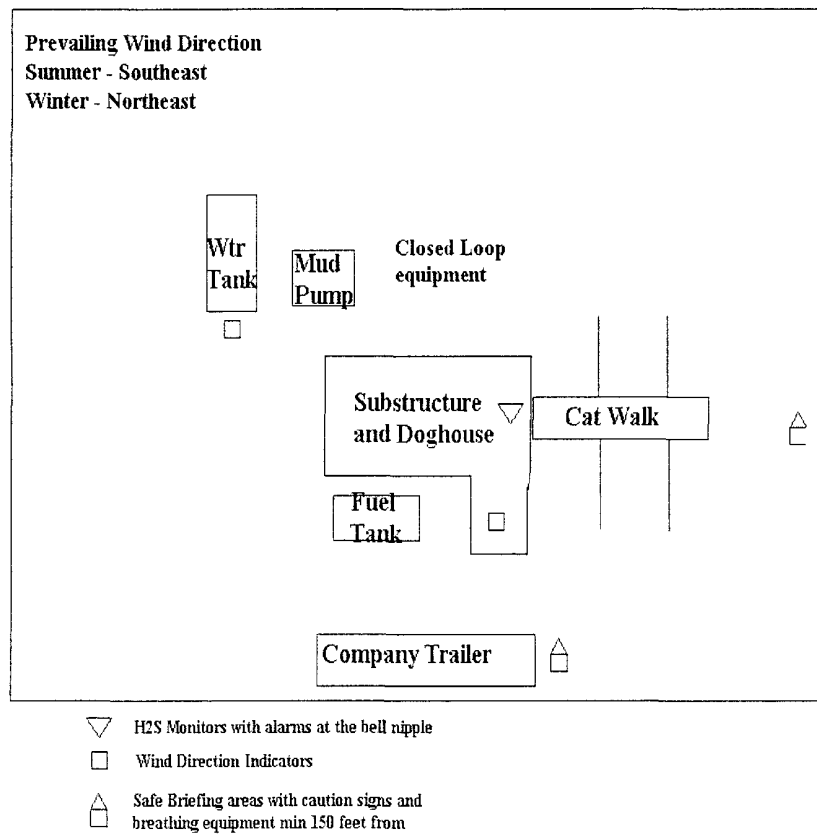 Prevailing Wind Direction
Summer - Southeast
Winter - Northeast
Wtr
Tank
Mud
Pump
Closed Loop
equipment
Substructure
and Doghouse
Cat Walk
Fuel
Tank
Company Trailer
H2S Monitors with alarms at the bell nipple
Wind Direction Indicators
Safe Briefing areas with caution signs and
breathing equipment min 150 feet from